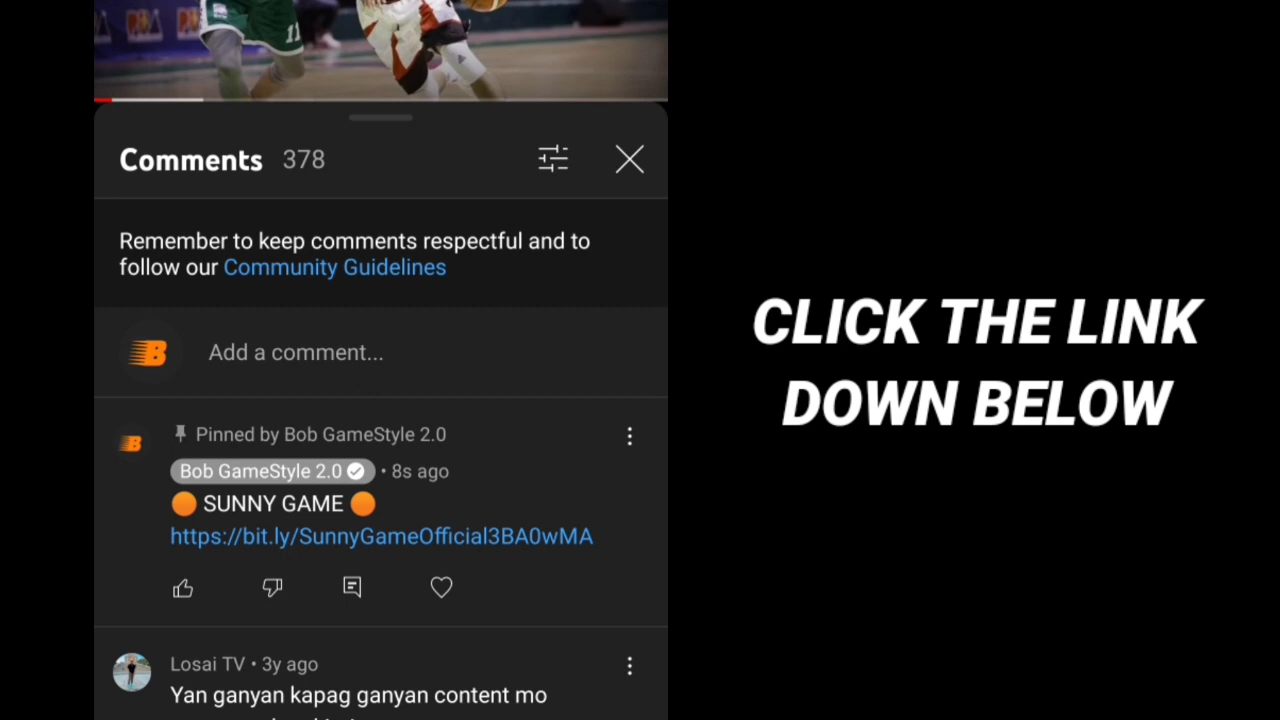 11
Comments 378
Remember to keep comments respectful and to
follow our Community Guidelines
B Add a comment...
B Pinned by Bob GameStyle 2.0
Bob GameStyle 2.0 • 8s ago
SUNNY GAME
https://bit.ly/SunnyGameOfficial3BA0wMA
Losai TV • 3y ago
Yan ganyan kapag ganyan content mo
CLICK THE LINK
DOWN BELOW